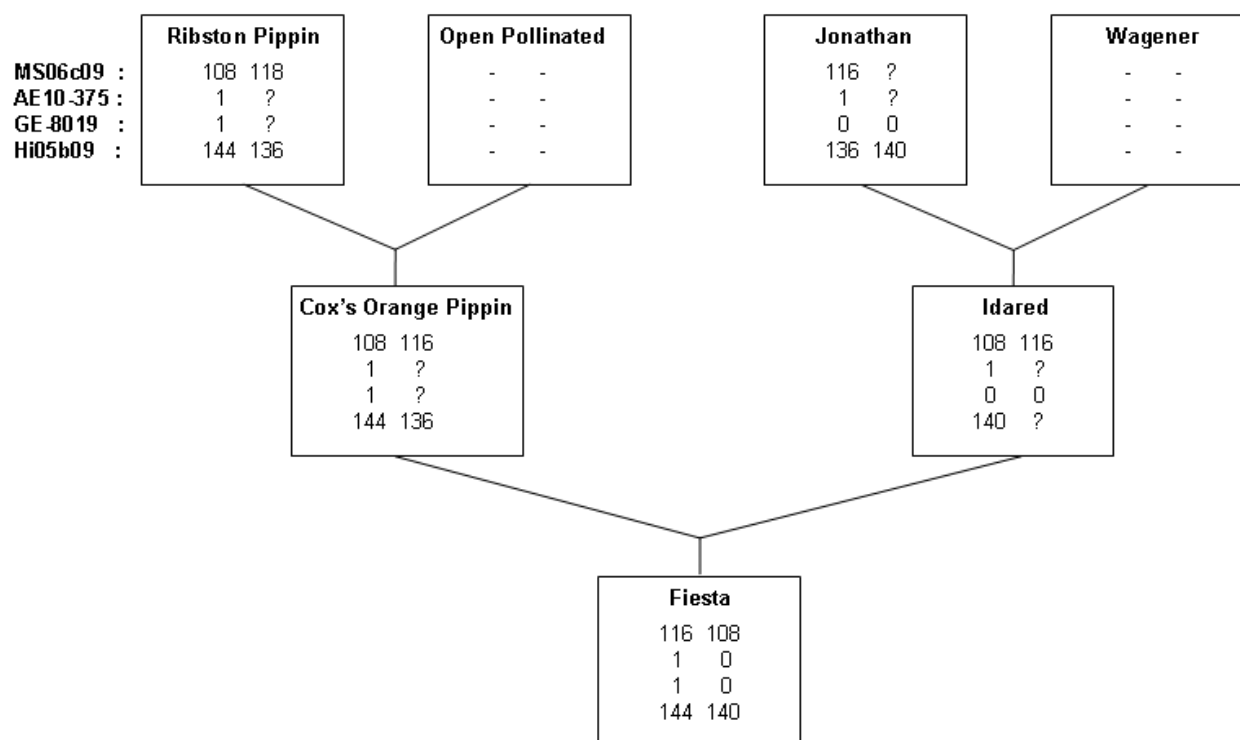 Ribston Pippin Open Pollinated Jonathan Wagener
MS06c09 : 108 118 - - 116 ? - -
AE10-375 : 1 ? - - 1 ? - -
GE-8019 : 1 ? - - 0 0 - -
Hi05b09 : 144 136 - - 136 140 - -
Cox's Orange Pippin Idared
108 116 108 116
1 ? 1 ?
1 ? 0 0
144 136 140 ?
Fiesta
116 108
1 0
1 0
144 140